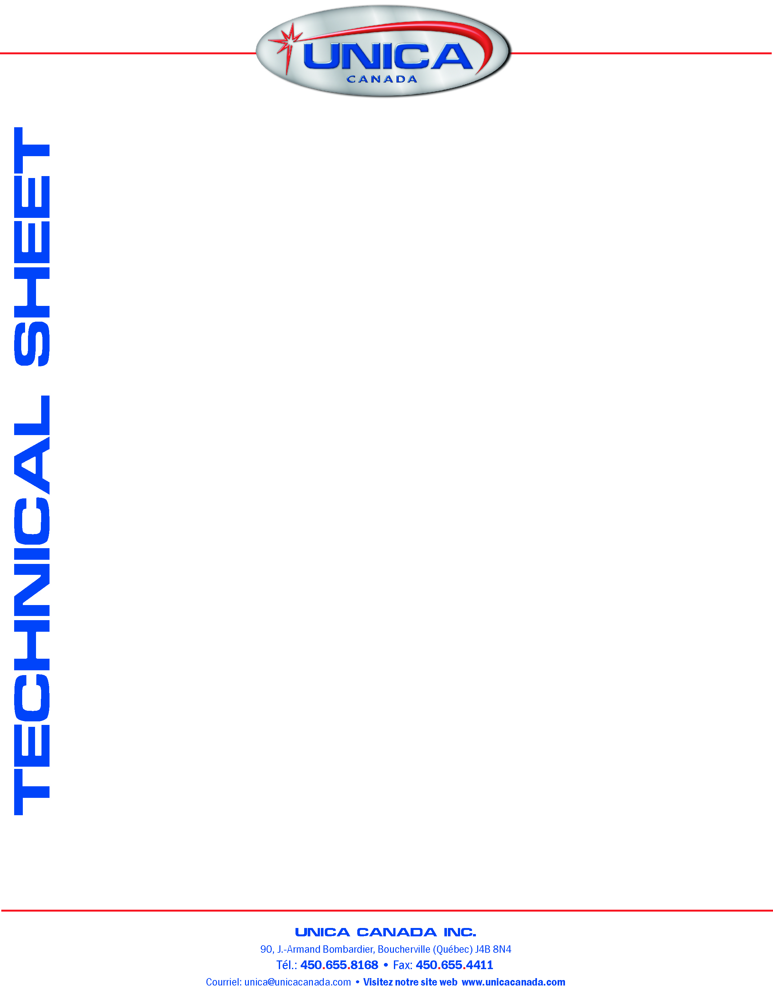 UNICA
CANADA
TECHNICAL SHEET
UNICA CANADA INC.
90, J.-Armand Bombardier, Boucherville (Québec) J4B 8N4
Tél.: 450.655.8168 • Fax: 450.655.4411
Courriel: unica@unicacanada.com • Visitez notre site web www.unicacanada.com